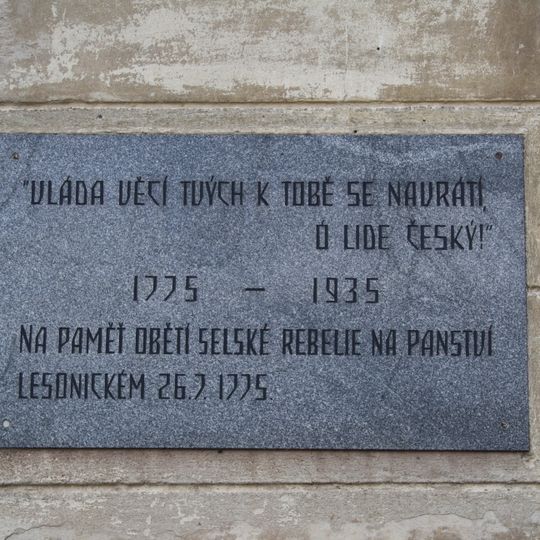 "VLÁDA VĚCÍ TVÝCH K TOBĚ SE NAVRÁTÍ,
Ó LIDE ČESKÝ!"
1775 – 1935
NA PAMĚŤ OBĚTÍ SELSKÉ REBELIE NA PANSTVÍ
LESONICKÉM 26.7. 1775.